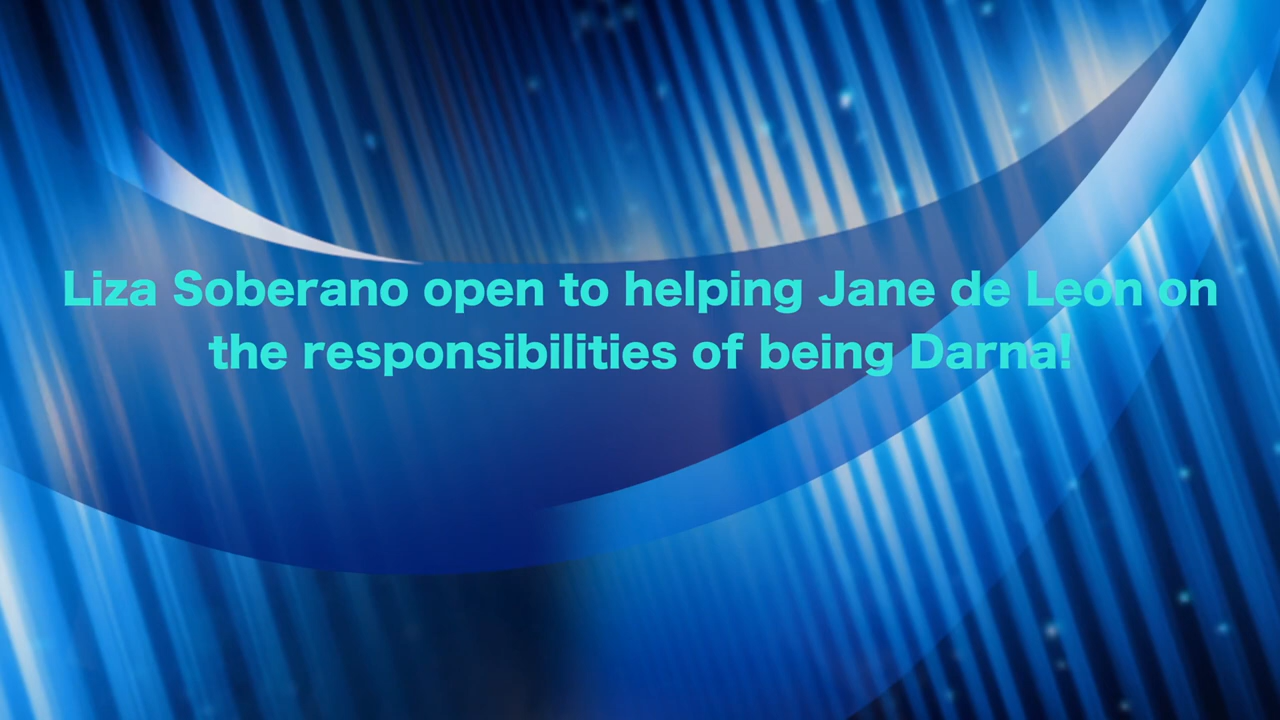 Liza Soberano open to helping Jane de Leon on
the responsibilities of being Darna!